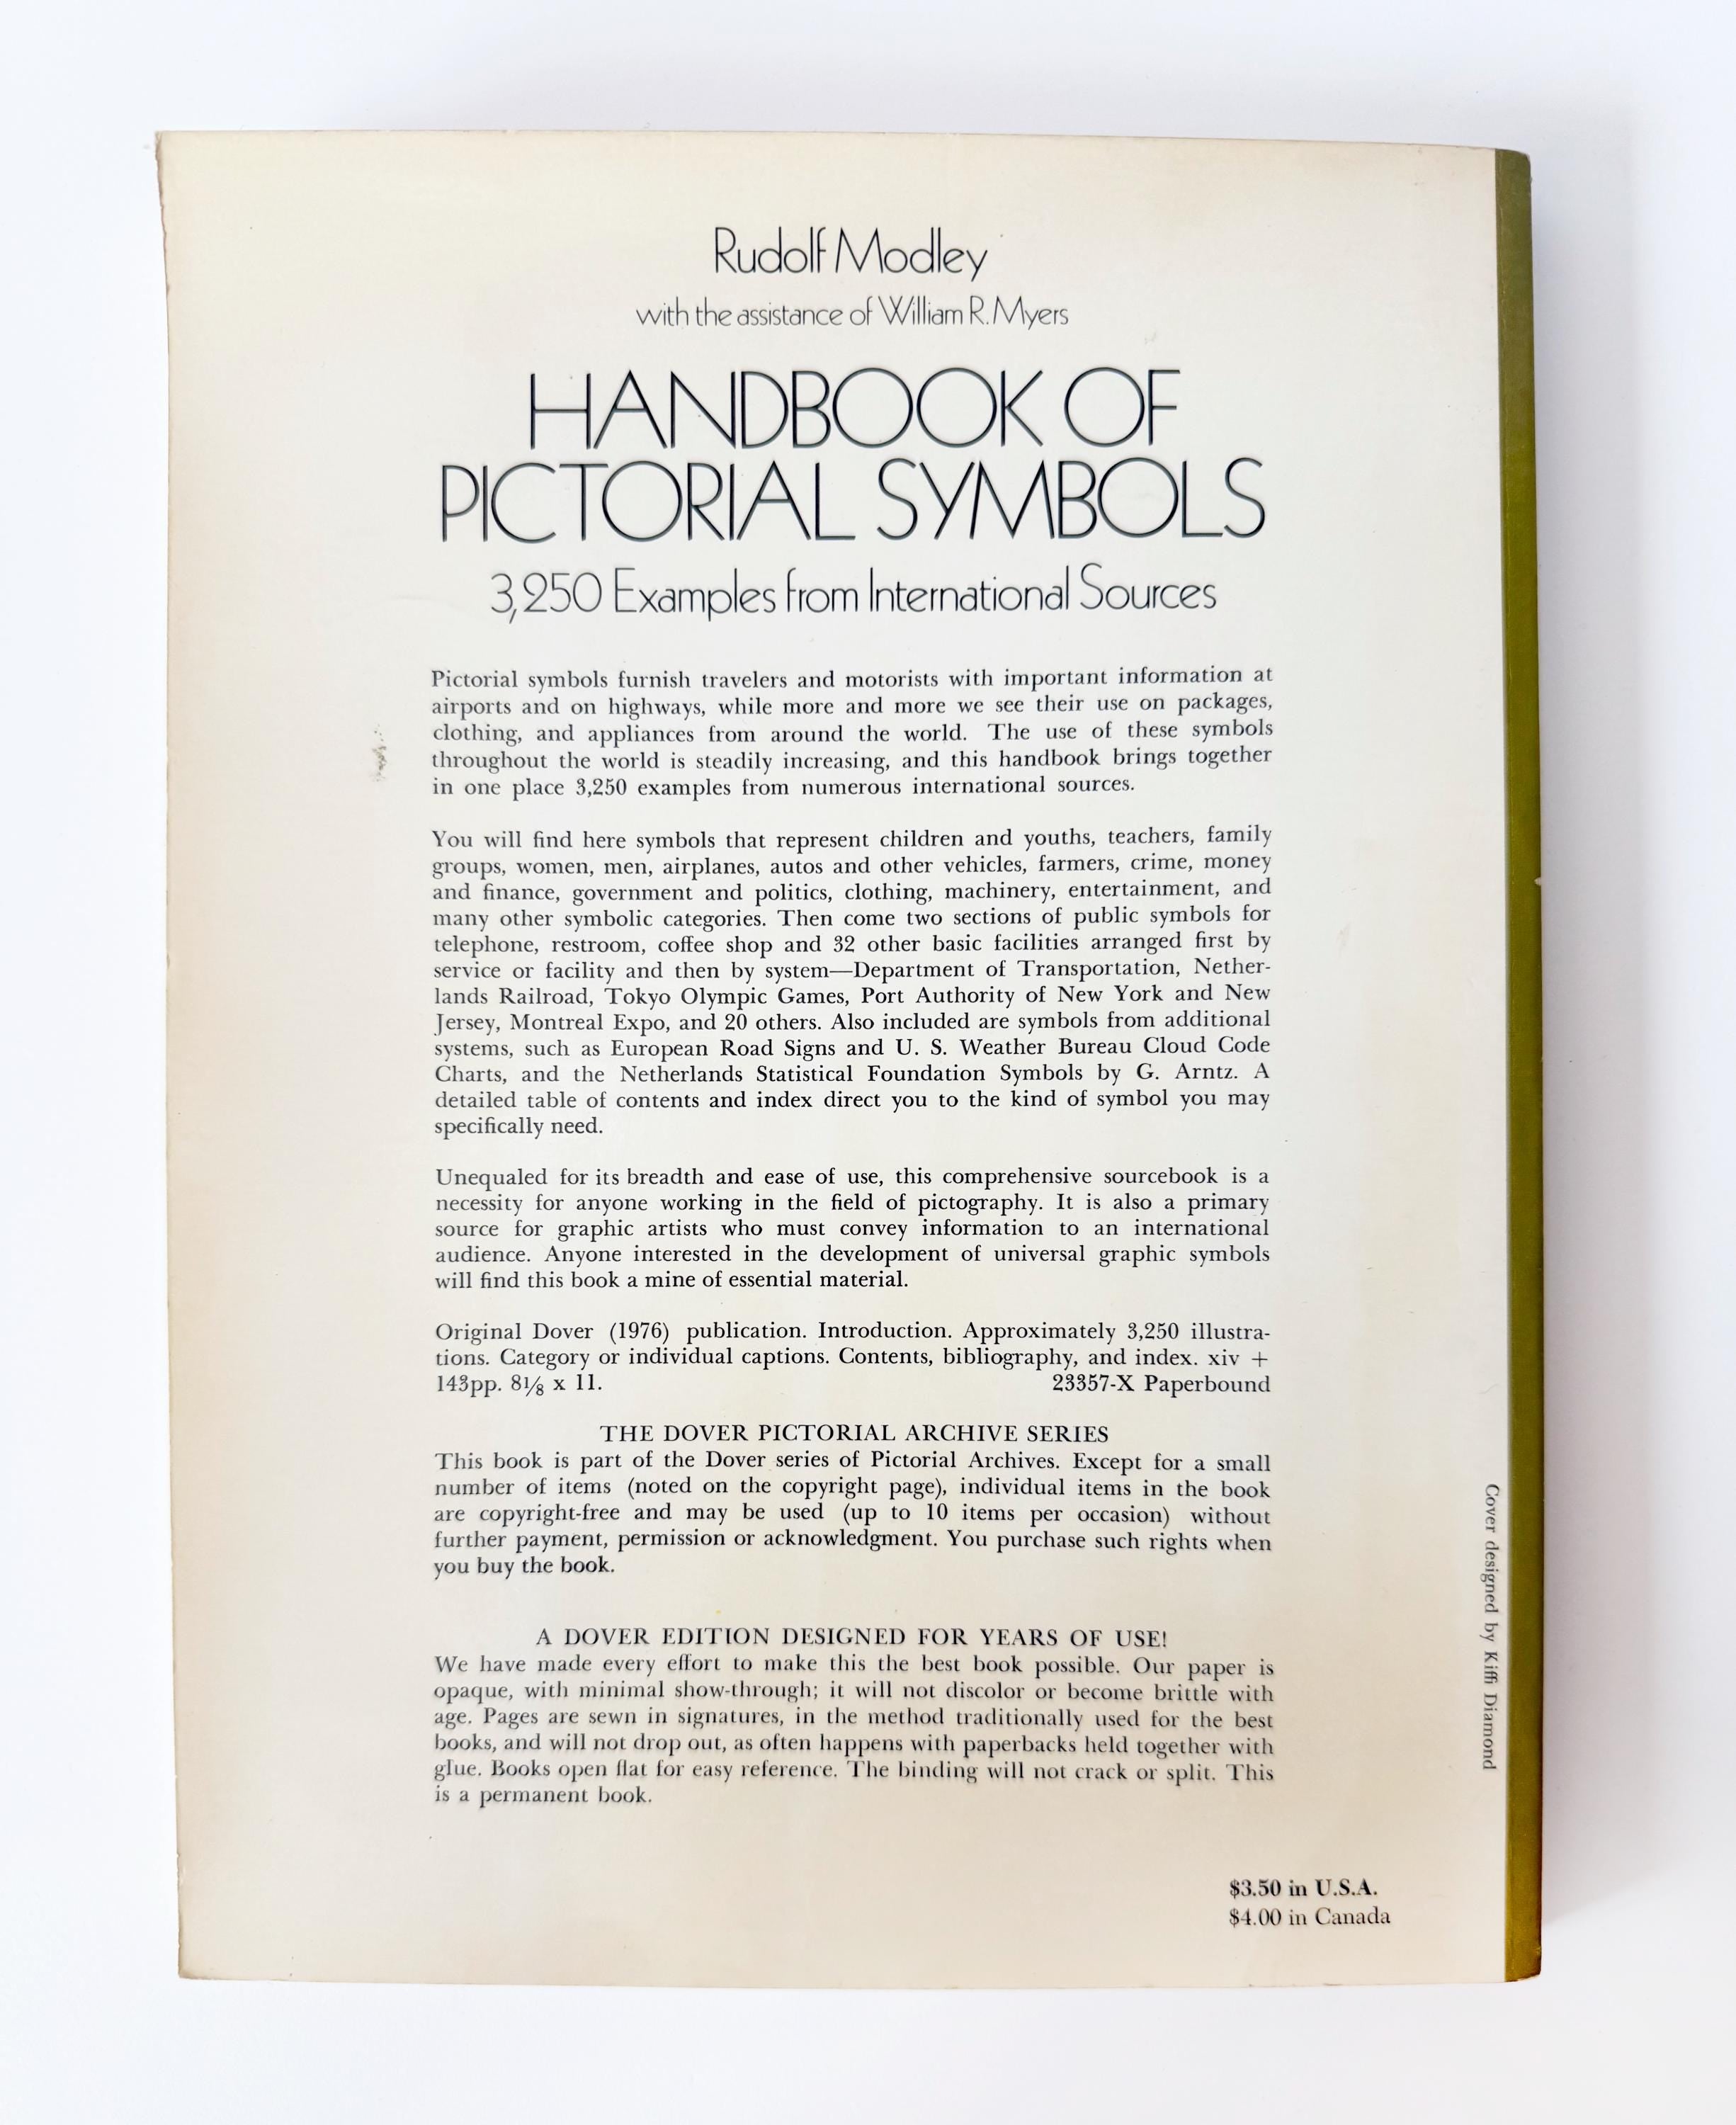 Rudolf Modley
with the assistance of William R. Myers
HANDBOOK OF
PICTORIAL SYMBOLS
3,250 Examples from International Sources
Pictorial symbols furnish travelers and motorists with important information at
airports and on highways, while more and more we see their use on packages,
clothing, and appliances from around the world. The use of these symbols
throughout the world is steadily increasing, and this handbook brings together
in one place 3,250 examples from numerous international sources.
You will find here symbols that represent children and youths, teachers, family
groups, women, men, airplanes, autos and other vehicles, farmers, crime, money
and finance, government and politics, clothing, machinery, entertainment, and
many other symbolic categories. Then come two sections of public symbols for
telephone, restroom, coffee shop and 32 other basic facilities arranged first by
service or facility and then by system—Department of Transportation, Nether-
lands Railroad, Tokyo Olympic Games, Port Authority of New York and New
Jersey, Montreal Expo, and 20 others. Also included are symbols from additional
systems, such as European Road Signs and U. S. Weather Bureau Cloud Code
Charts, and the Netherlands Statistical Foundation Symbols by G. Arntz. A
detailed table of contents and index direct you to the kind of symbol you may
specifically need.
Unequaled for its breadth and ease of use, this comprehensive sourcebook is a
necessity for anyone working in the field of pictography. It is also a primary
source for graphic artists who must convey information to an international
audience. Anyone interested in the development of universal graphic symbols
will find this book a mine of essential material.
Original Dover (1976) publication. Introduction. Approximately 3,250 illustra-
tions. Category or individual captions. Contents, bibliography, and index. xiv +
143pp. 8⅛ x 11. 23357-X Paperbound
THE DOVER PICTORIAL ARCHIVE SERIES
This book is part of the Dover series of Pictorial Archives. Except for a small
number of items (noted on the copyright page), individual items in the book
are copyright-free and may be used (up to 10 items per occasion) without
further payment, permission or acknowledgment. You purchase such rights when
you buy the book.
A DOVER EDITION DESIGNED FOR YEARS OF USE!
We have made every effort to make this the best book possible. Our paper is
opaque, with minimal show-through; it will not discolor or become brittle with
age. Pages are sewn in signatures, in the method traditionally used for the best
books, and will not drop out, as often happens with paperbacks held together with
glue. Books open flat for easy reference. The binding will not crack or split. This
is a permanent book.
$3.50 in U.S.A.
$4.00 in Canada
Cover designed by Kiffi Diamond